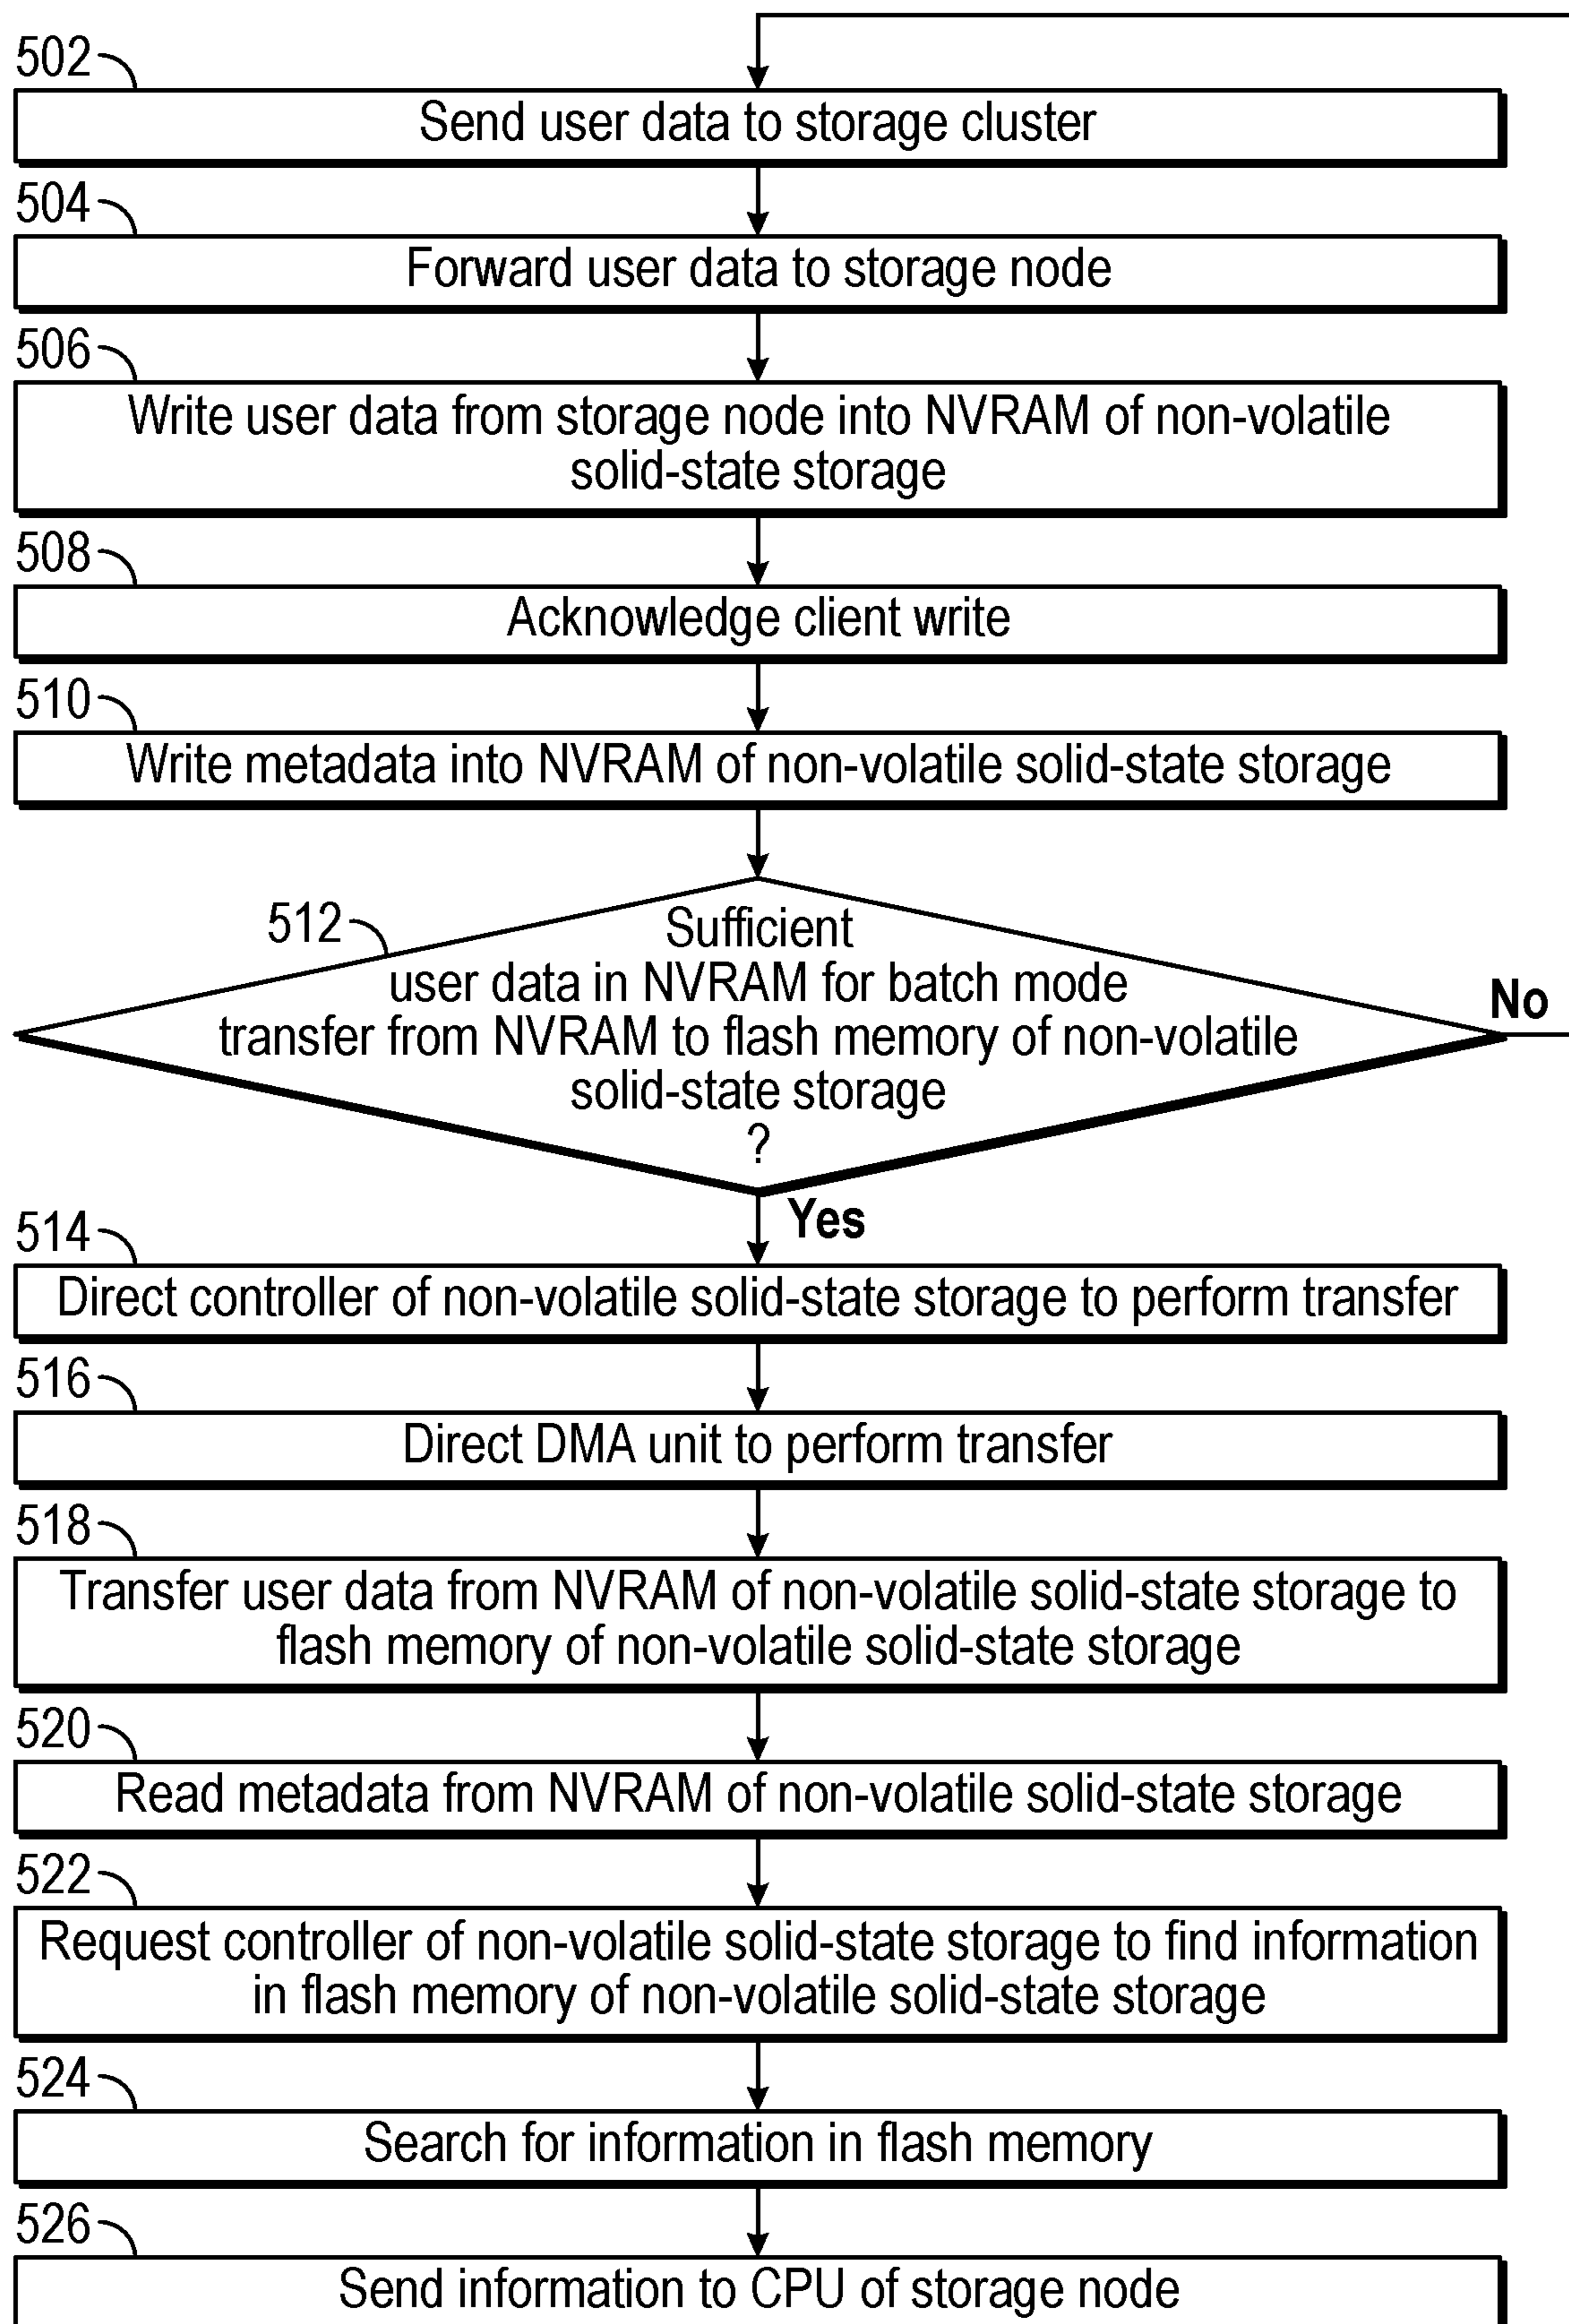 502
Send user data to storage cluster
504
Forward user data to storage node
506
Write user data from storage node into NVRAM of non-volatile
solid-state storage
508
Acknowledge client write
510
Write metadata into NVRAM of non-volatile solid-state storage
512
Sufficient
user data in NVRAM for batch mode
transfer from NVRAM to flash memory of non-volatile
solid-state storage
?
No
Yes
514
Direct controller of non-volatile solid-state storage to perform transfer
516
Direct DMA unit to perform transfer
518
Transfer user data from NVRAM of non-volatile solid-state storage to
flash memory of non-volatile solid-state storage
520
Read metadata from NVRAM of non-volatile solid-state storage
522
Request controller of non-volatile solid-state storage to find information
in flash memory of non-volatile solid-state storage
524
Search for information in flash memory
526
Send information to CPU of storage node